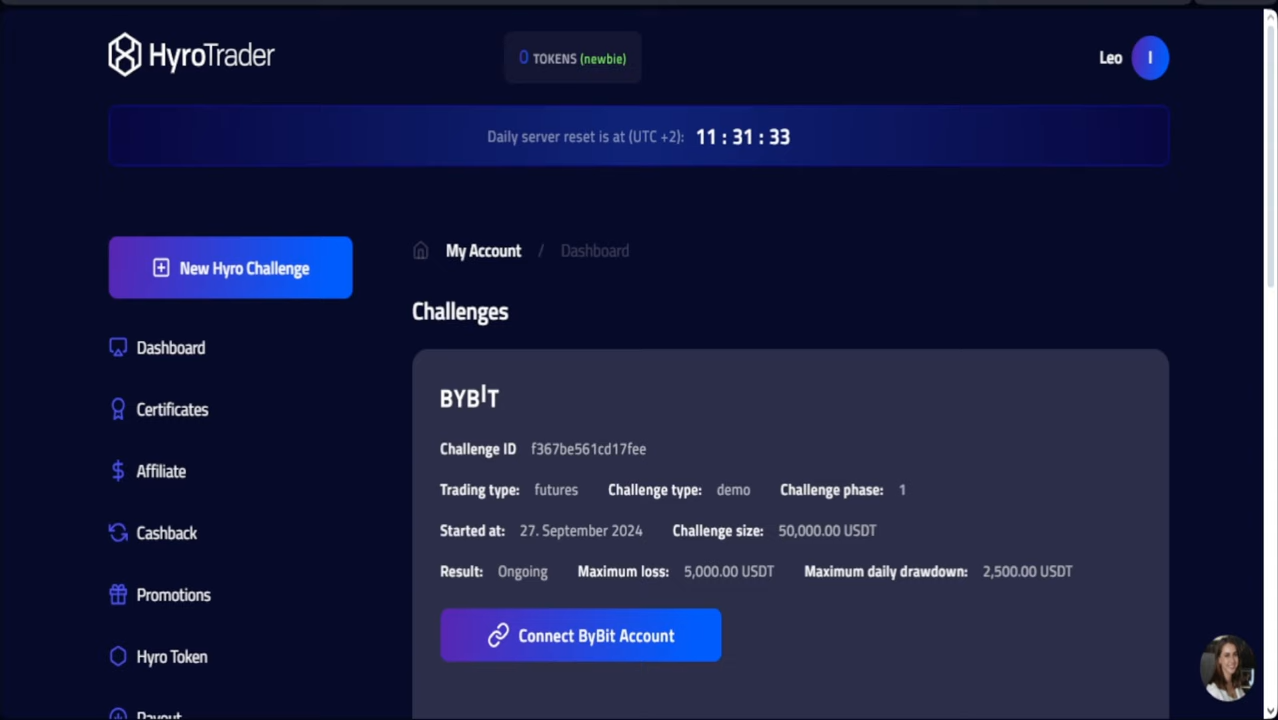 HyroTrader
0 TOKENS (newbie)
Leo
l
Daily server reset is at (UTC +2): 11 : 31 : 33
New Hyro Challenge
My Account / Dashboard
Challenges
Dashboard
Certificates
Affiliate
Cashback
Promotions
Hyro Token
Payout
BYBIT
Challenge ID f367be561cd17fee
Trading type: futures Challenge type: demo Challenge phase: 1
Started at: 27. September 2024 Challenge size: 50,000.00 USDT
Result: Ongoing Maximum loss: 5,000.00 USDT Maximum daily drawdown: 2,500.00 USDT
Connect ByBit Account